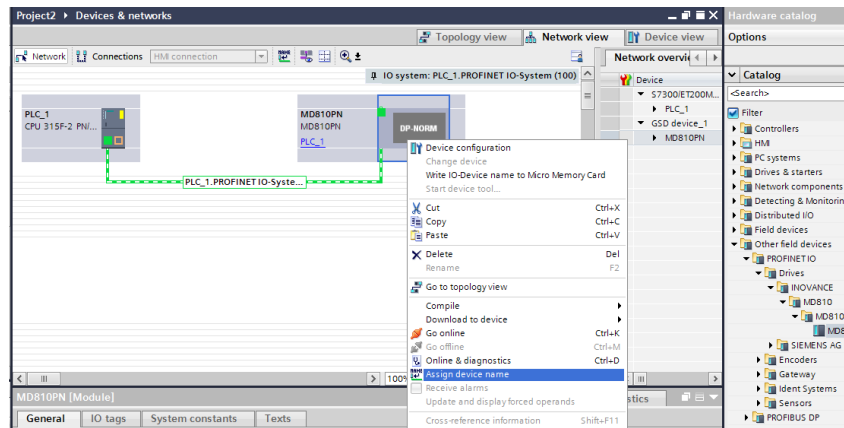 Project2 ▸ Devices & networks
Topology view
Network view
Device view
Network
Connections
HMI connection
IO system: PLC_1.PROFINET IO-System (100)
PLC_1
CPU 315F-2 PN/...
MD810PN
MD810PN
PLC_1
DP-NORM
PLC_1.PROFINET IO-Syste...
Device configuration
Change device
Write IO-Device name to Micro Memory Card
Start device tool...
Cut Ctrl+X
Copy Ctrl+C
Paste Ctrl+V
Delete Del
Rename F2
Go to topology view
Compile
Download to device
Go online Ctrl+K
Go offline Ctrl+M
Online & diagnostics Ctrl+D
Assign device name
Receive alarms
Update and display forced operands
Cross-reference information Shift+F11
100%
Network overvi
Device
S7300/ET200M...
PLC_1
GSD device_1
MD810PN
MD810PN [Module]
stics
General
IO tags
System constants
Texts
Hardware catalog
Options
Catalog
<Search>
Filter
Controllers
HMI
PC systems
Drives & starters
Network components
Detecting & Monitorin
Distributed I/O
Field devices
Other field devices
PROFINET IO
Drives
INOVANCE
MD810
MD810
MD8
SIEMENS AG
Encoders
Gateway
Ident Systems
Sensors
PROFIBUS DP